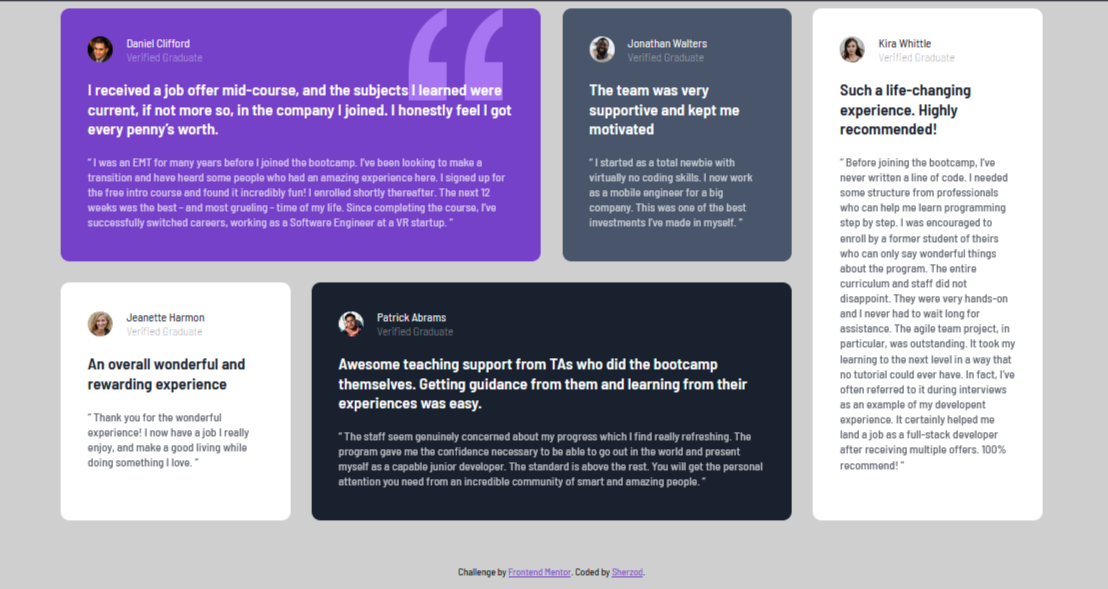 Daniel Clifford
Verified Graduate
I received a job offer mid-course, and the subjects I learned were
current, if not more so, in the company I joined. I honestly feel I got
every penny’s worth.
“ I was an EMT for many years before I joined the bootcamp. I’ve been looking to make a
transition and have heard some people who had an amazing experience here. I signed up for
the free intro course and found it incredibly fun! I enrolled shortly thereafter. The next 12
weeks was the best – and most grueling – time of my life. Since completing the course, I’ve
successfully switched careers, working as a Software Engineer at a VR startup. ”
Jonathan Walters
Verified Graduate
The team was very
supportive and kept me
motivated
“ I started as a total newbie with
virtually no coding skills. I now work
as a mobile engineer for a big
company. This was one of the best
investments I’ve made in myself. ”
Kira Whittle
Verified Graduate
Such a life-changing
experience. Highly
recommended!
“ Before joining the bootcamp, I’ve
never written a line of code. I needed
some structure from professionals
who can help me learn programming
step by step. I was encouraged to
enroll by a former student of theirs
who can only say wonderful things
about the program. The entire
curriculum and staff did not
disappoint. They were very hands-on
and I never had to wait long for
assistance. The agile team project, in
particular, was outstanding. It took my
learning to the next level in a way that
no tutorial could ever have. In fact, I’ve
often referred to it during interviews
as an example of my developent
experience. It certainly helped me
land a job as a full-stack developer
after receiving multiple offers. 100%
recommend! ”
Jeanette Harmon
Verified Graduate
An overall wonderful and
rewarding experience
“ Thank you for the wonderful
experience! I now have a job I really
enjoy, and make a good living while
doing something I love. ”
Patrick Abrams
Verified Graduate
Awesome teaching support from TAs who did the bootcamp
themselves. Getting guidance from them and learning from their
experiences was easy.
“ The staff seem genuinely concerned about my progress which I find really refreshing. The
program gave me the confidence necessary to be able to go out in the world and present
myself as a capable junior developer. The standard is above the rest. You will get the personal
attention you need from an incredible community of smart and amazing people. ”
Challenge by Frontend Mentor. Coded by Sherzod.